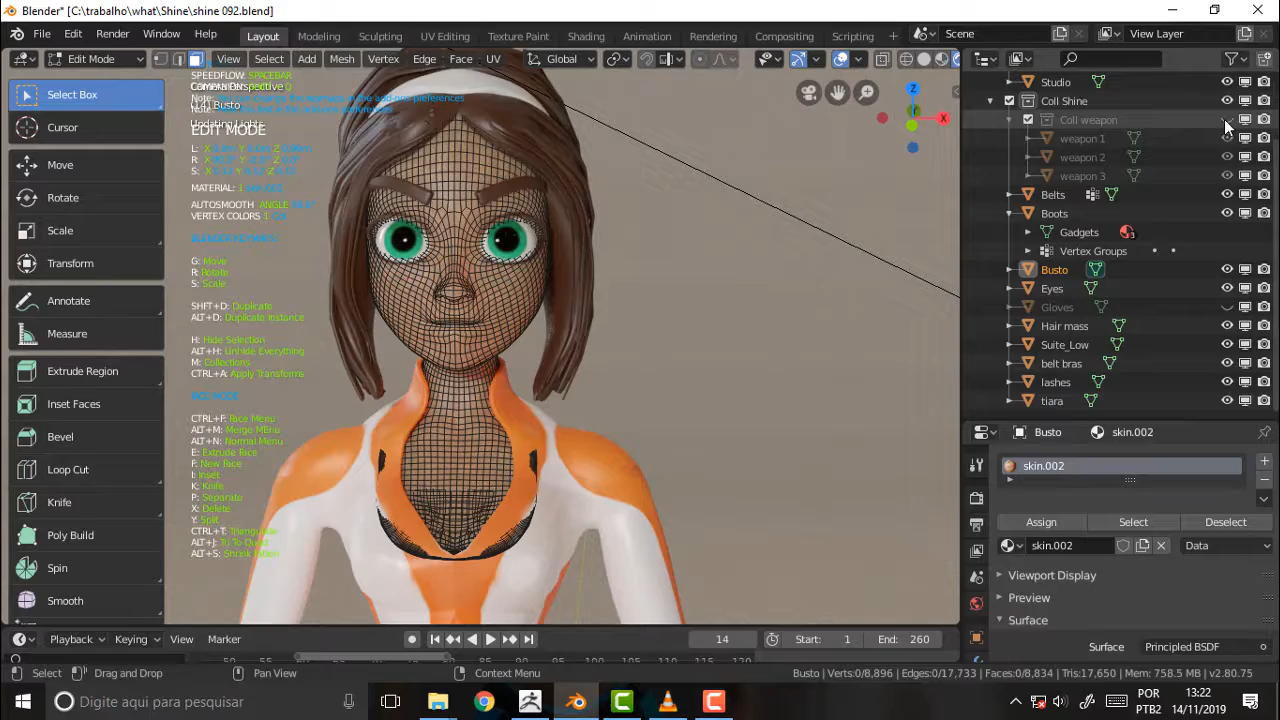 Blender* [C:\trabalho\what\Shine\shine 092.blend]
File Edit Render Window Help
Layout Modeling Sculpting UV Editing Texture Paint Shading Animation Rendering Compositing Scripting
Scene
View Layer
Edit Mode
View Select Add Mesh Vertex Edge Face UV
Global
Select Box
Cursor
Move
Rotate
Scale
Transform
Annotate
Measure
Extrude Region
Inset Faces
Bevel
Loop Cut
Knife
Poly Build
Spin
Smooth
SPEEDFLOW: SPACEBAR
Busto
EDIT MODE
AUTOSMOOTH ANGLE
VERTEX COLORS 1
G: Move
R: Rotate
S: Scale
SHFT+D: Duplicate
ALT+D: Duplicate Instance
H: Hide Selection
ALT+H: Unhide Everything
M: Collections
CTRL+A: Apply Transforms
FACE MODE
CTRL+F: Face Menu
ALT+M: Merge MEnu
ALT+N: Normal Menu
E: Extrude Face
F: New Face
I: Inset
K: Knife
P: Separate
X: Delete
Y: Split
CTRL+T: Triangulate
ALT+J: Tri To Quad
ALT+S: Shrink Fatten
Z
X
Studio
Coll Shine
Coll weapon
weapon 1
weapon 2
weapon 3
Belts
Boots
Gadgets 3
Vertex Groups
Busto
Eyes
Gloves
Hair mass
Suite_Low
belt bras
lashes
tiara
Busto skin.002
skin.002
Assign Select Deselect
skin.002 Data
Viewport Display
Preview
Surface
Surface Principled BSDF
Playback Keying View Marker
14 Start: 1 End: 260
Select Drag and Drop Pan View Context Menu
Busto | Verts:0/8,896 | Edges:0/17,733 | Faces:0/8,834 | Tris:17,650 | Mem: 758.5 MB | v2.80.75
Digite aqui para pesquisar
POR
PTB2
13:22
14/11/2019